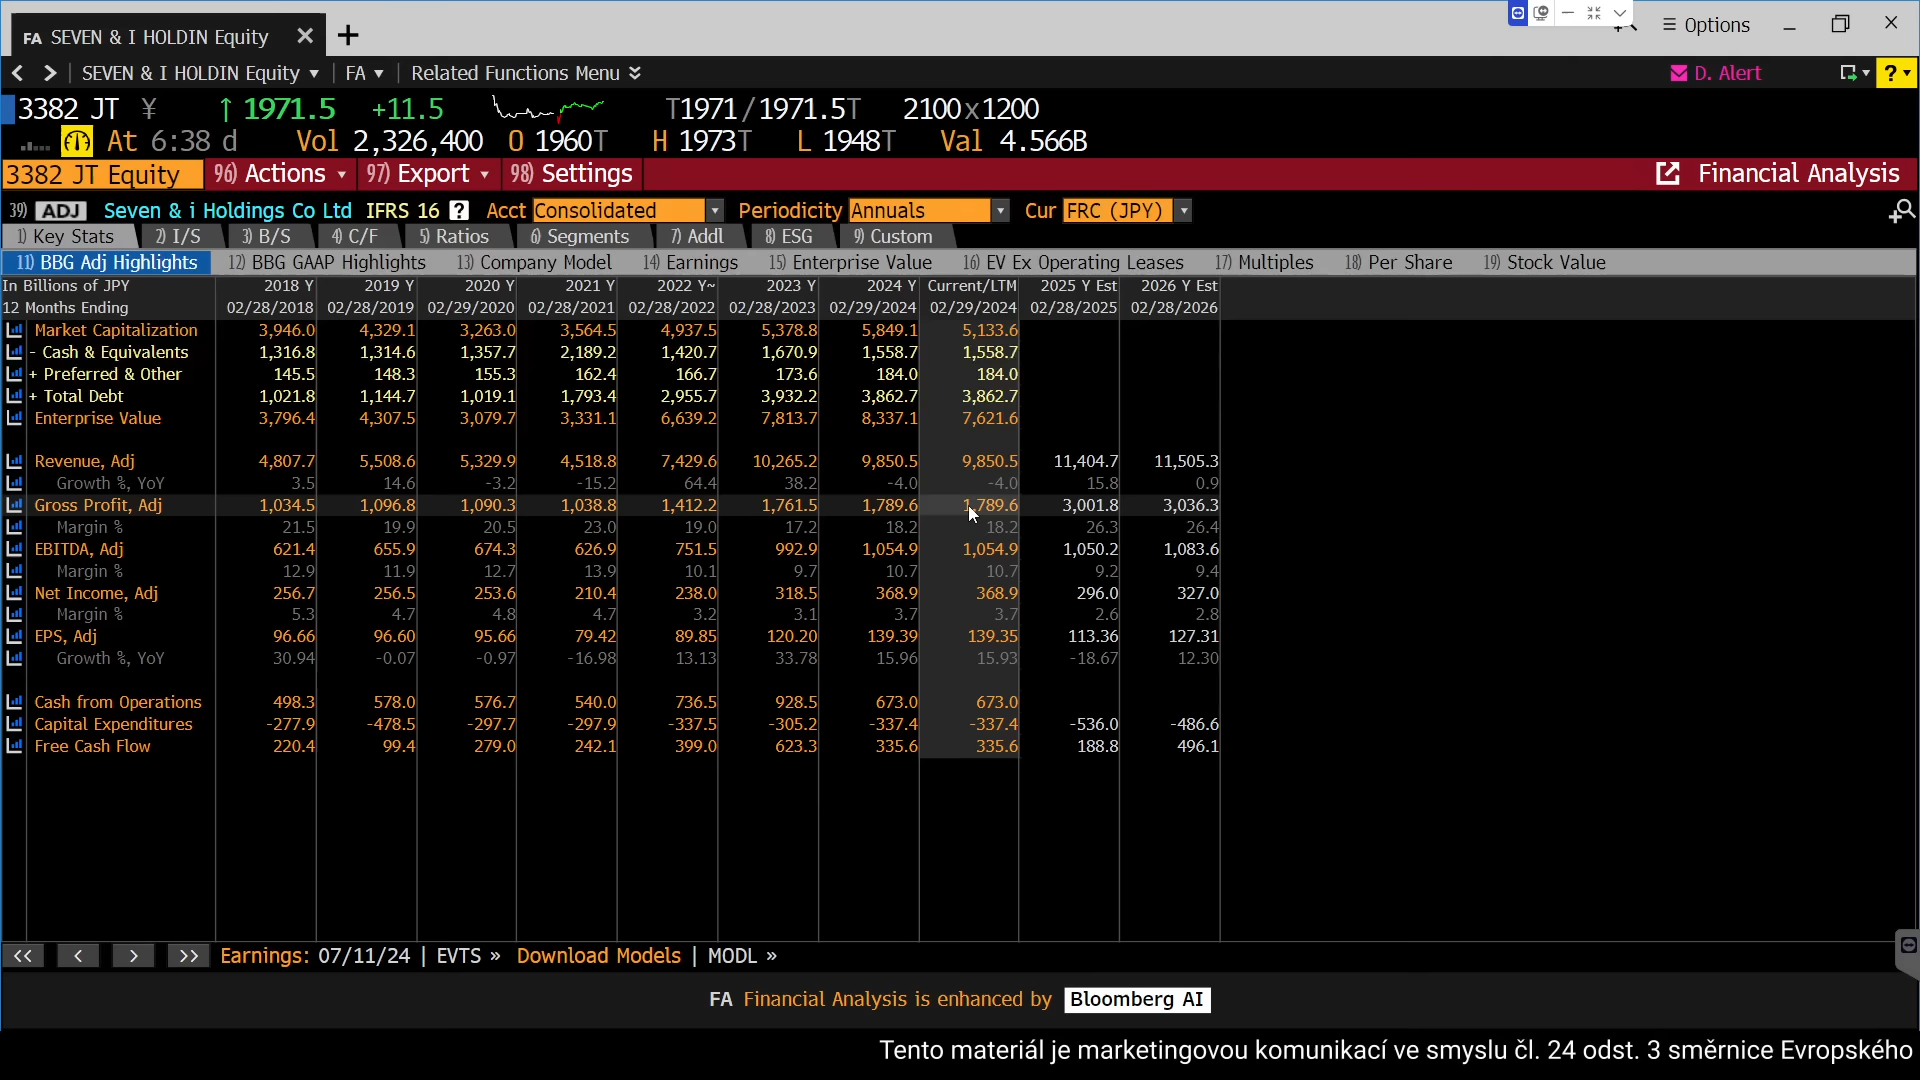 FA SEVEN & I HOLDIN Equity × +
☰ Options
< > SEVEN & I HOLDIN Equity ▾ FA ▾ Related Functions Menu D. Alert ? ▾
3382 JT ¥ ↑ 1971.5 +11.5 T1971/1971.5T 2100x1200
At 6:38 d Vol 2,326,400 O 1960T H 1973T L 1948T Val 4.566B
3382 JT Equity 96) Actions ▾ 97) Export ▾ 98) Settings Financial Analysis
39) ADJ Seven & i Holdings Co Ltd IFRS 16 ? Acct Consolidated Periodicity Annuals Cur FRC (JPY)
1) Key Stats 2) I/S 3) B/S 4) C/F 5) Ratios 6) Segments 7) Addl 8) ESG 9) Custom
11) BBG Adj Highlights 12) BBG GAAP Highlights 13) Company Model 14) Earnings 15) Enterprise Value 16) EV Ex Operating Leases 17) Multiples 18) Per Share 19) Stock Value
In Billions of JPY 2018 Y 2019 Y 2020 Y 2021 Y 2022 Y~ 2023 Y 2024 Y Current/LTM 2025 Y Est 2026 Y Est
12 Months Ending 02/28/2018 02/28/2019 02/29/2020 02/28/2021 02/28/2022 02/28/2023 02/29/2024 02/29/2024 02/28/2025 02/28/2026
Market Capitalization 3,946.0 4,329.1 3,263.0 3,564.5 4,937.5 5,378.8 5,849.1 5,133.6
- Cash & Equivalents 1,316.8 1,314.6 1,357.7 2,189.2 1,420.7 1,670.9 1,558.7 1,558.7
+ Preferred & Other 145.5 148.3 155.3 162.4 166.7 173.6 184.0 184.0
+ Total Debt 1,021.8 1,144.7 1,019.1 1,793.4 2,955.7 3,932.2 3,862.7 3,862.7
Enterprise Value 3,796.4 4,307.5 3,079.7 3,331.1 6,639.2 7,813.7 8,337.1 7,621.6
Revenue, Adj 4,807.7 5,508.6 5,329.9 4,518.8 7,429.6 10,265.2 9,850.5 9,850.5 11,404.7 11,505.3
Growth %, YoY 3.5 14.6 -3.2 -15.2 64.4 38.2 -4.0 -4.0 15.8 0.9
Gross Profit, Adj 1,034.5 1,096.8 1,090.3 1,038.8 1,412.2 1,761.5 1,789.6 1,789.6 3,001.8 3,036.3
Margin % 21.5 19.9 20.5 23.0 19.0 17.2 18.2 18.2 26.3 26.4
EBITDA, Adj 621.4 655.9 674.3 626.9 751.5 992.9 1,054.9 1,054.9 1,050.2 1,083.6
Margin % 12.9 11.9 12.7 13.9 10.1 9.7 10.7 10.7 9.2 9.4
Net Income, Adj 256.7 256.5 253.6 210.4 238.0 318.5 368.9 368.9 296.0 327.0
Margin % 5.3 4.7 4.8 4.7 3.2 3.1 3.7 3.7 2.6 2.8
EPS, Adj 96.66 96.60 95.66 79.42 89.85 120.20 139.39 139.35 113.36 127.31
Growth %, YoY 30.94 -0.07 -0.97 -16.98 13.13 33.78 15.96 15.93 -18.67 12.30
Cash from Operations 498.3 578.0 576.7 540.0 736.5 928.5 673.0 673.0
Capital Expenditures -277.9 -478.5 -297.7 -297.9 -337.5 -305.2 -337.4 -337.4 -536.0 -486.6
Free Cash Flow 220.4 99.4 279.0 242.1 399.0 623.3 335.6 335.6 188.8 496.1
<< < > >> Earnings: 07/11/24 | EVTS » Download Models | MODL »
FA Financial Analysis is enhanced by Bloomberg AI
Tento materiál je marketingovou komunikací ve smyslu čl. 24 odst. 3 směrnice Evropského